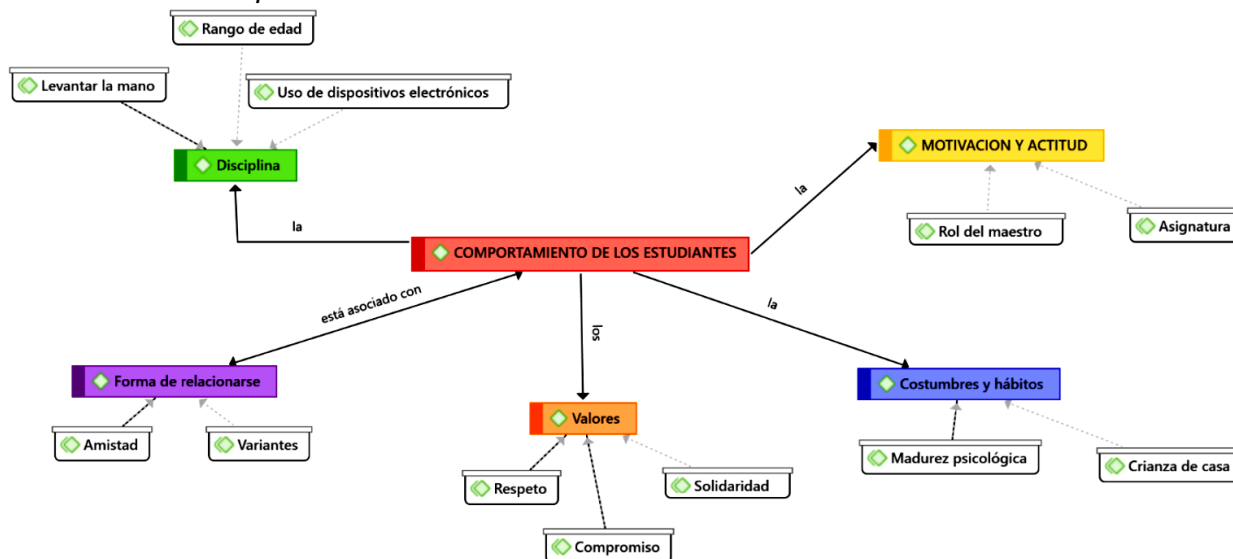 Rango de edad
Levantar la mano
Uso de dispositivos electrónicos
Disciplina
MOTIVACION Y ACTITUD
la
la
Rol del maestro
Asignatura
COMPORTAMIENTO DE LOS ESTUDIANTES
está asociado con
los
la
Forma de relacionarse
Costumbres y hábitos
Valores
Amistad
Variantes
Madurez psicológica
Crianza de casa
Respeto
Solidaridad
Compromiso